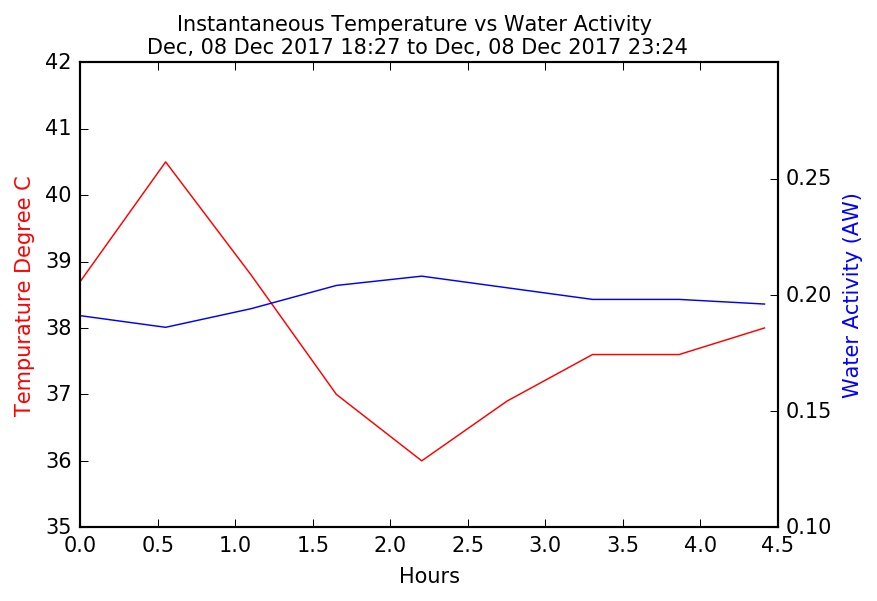 Instantaneous Temperature vs Water Activity
Dec, 08 Dec 2017 18:27 to Dec, 08 Dec 2017 23:24
42
41
40
39
38
37
36
35
Tempurature Degree C
0.25
0.20
0.15
0.10
Water Activity (AW)
0.0 0.5 1.0 1.5 2.0 2.5 3.0 3.5 4.0 4.5
Hours